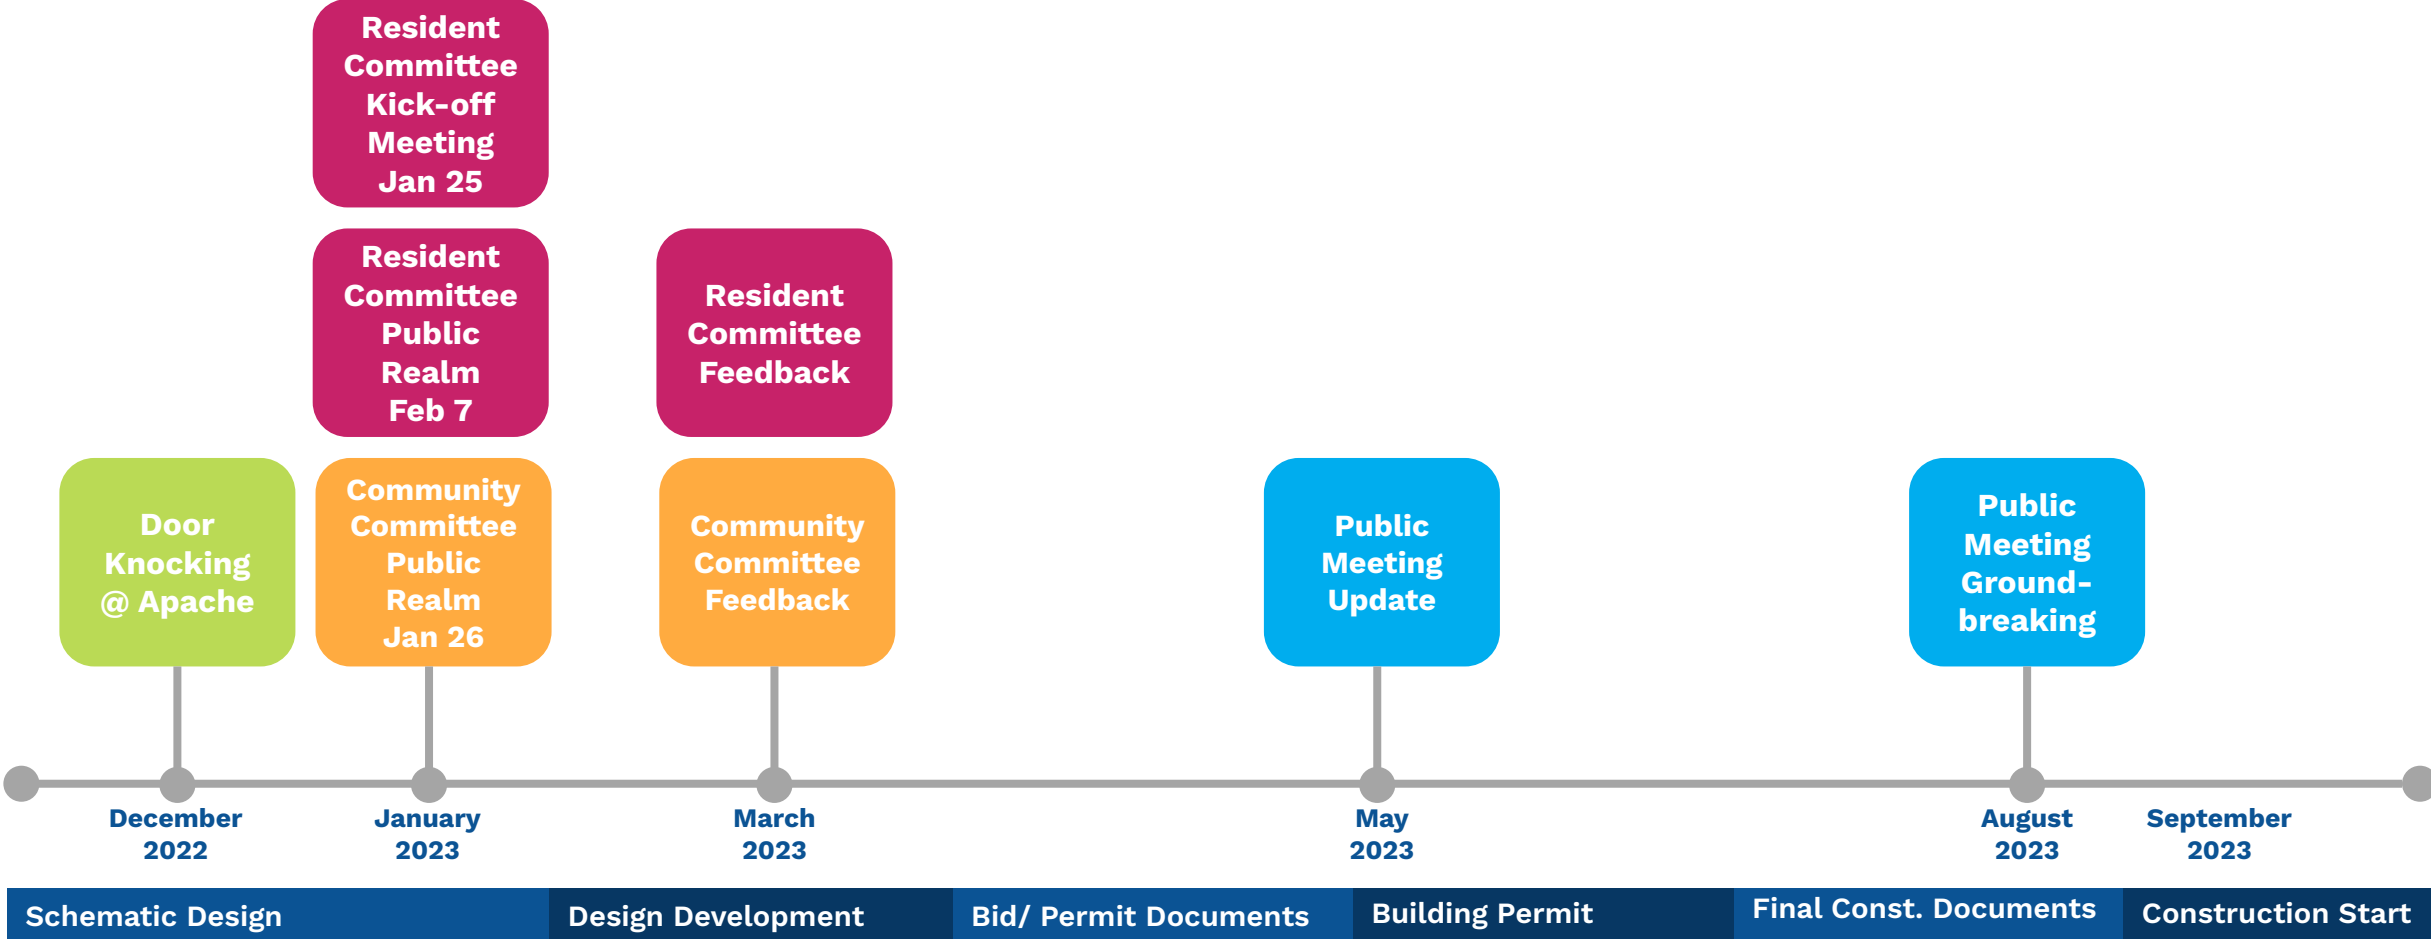 Resident
Committee
Kick-off
Meeting
Jan 25
Resident
Committee
Public
Realm
Feb 7
Resident
Committee
Feedback
Door
Knocking
@ Apache
Community
Committee
Public
Realm
Jan 26
Community
Committee
Feedback
Public
Meeting
Update
Public
Meeting
Ground-
breaking
December
2022
January
2023
March
2023
May
2023
August
2023
September
2023
Schematic Design
Design Development
Bid/ Permit Documents
Building Permit
Final Const. Documents
Construction Start